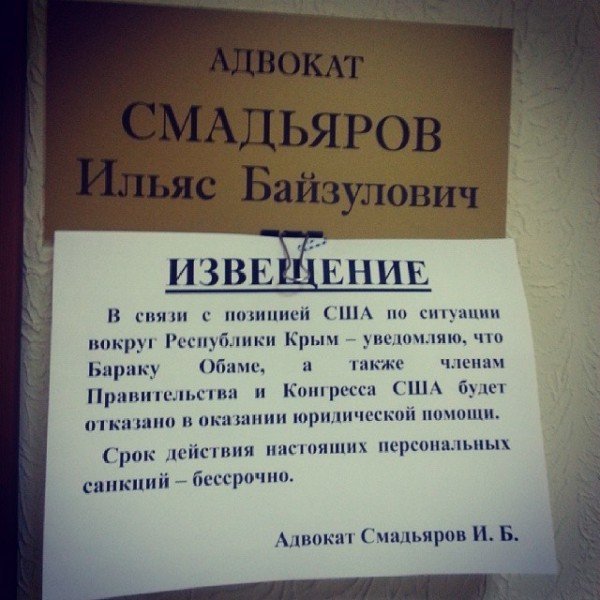 АДВОКАТ
СМАДЬЯРОВ
Ильяс Байзулович
ИЗВЕЩЕНИЕ
В связи с позицией США по ситуации
вокруг Республики Крым – уведомляю, что
Бараку Обаме, а также членам
Правительства и Конгресса США будет
отказано в оказании юридической помощи.
Срок действия настоящих персональных
санкций – бессрочно.
Адвокат Смадьяров И. Б.